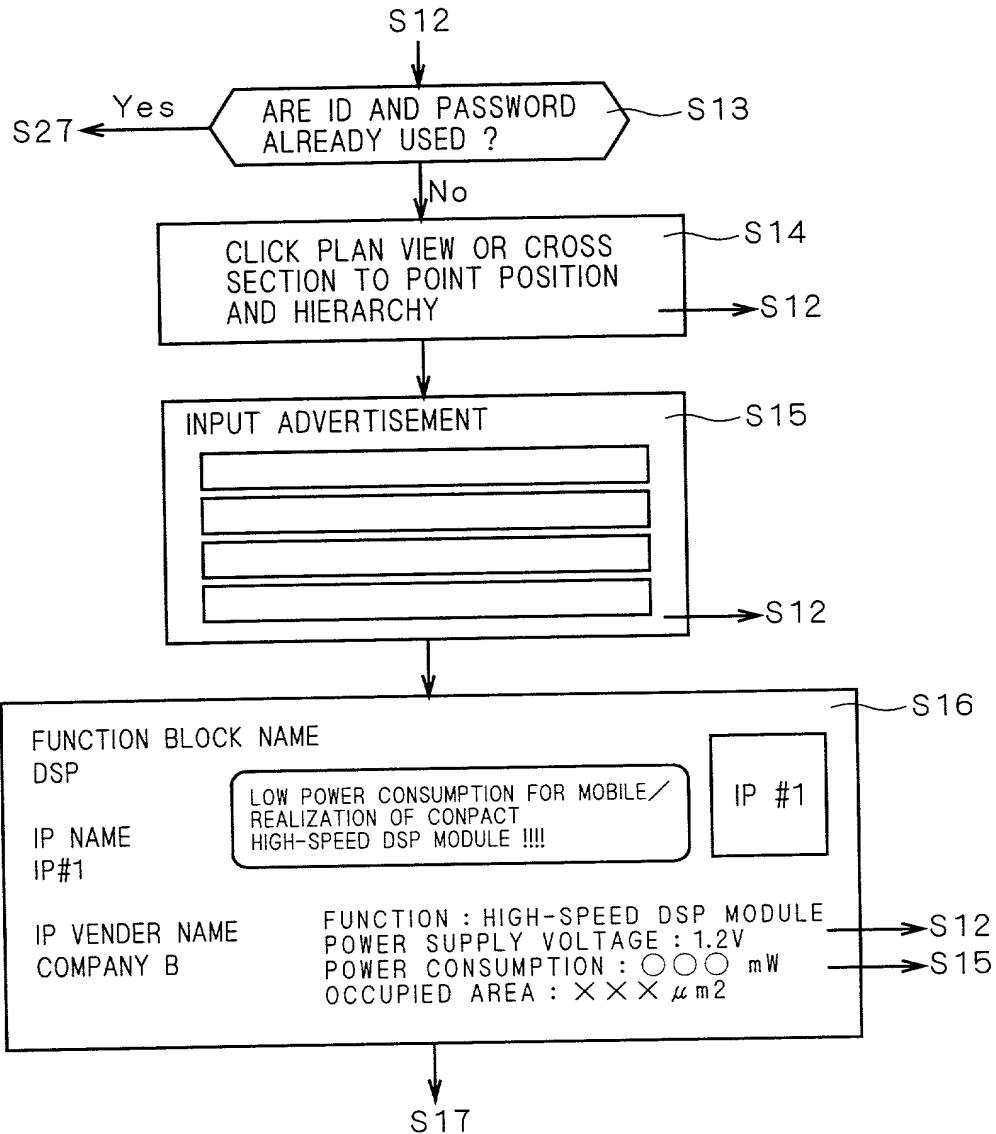 S12
ARE ID AND PASSWORD
ALREADY USED ?
S13
Yes
S27
No
CLICK PLAN VIEW OR CROSS
SECTION TO POINT POSITION
AND HIERARCHY
S14
S12
INPUT ADVERTISEMENT
S15
S12
S16
FUNCTION BLOCK NAME
DSP
LOW POWER CONSUMPTION FOR MOBILE/
REALIZATION OF CONPACT
HIGH-SPEED DSP MODULE !!!!
IP #1
IP NAME
IP#1
IP VENDER NAME
COMPANY B
FUNCTION : HIGH-SPEED DSP MODULE
POWER SUPPLY VOLTAGE : 1.2V
POWER CONSUMPTION : ○○○ mW
OCCUPIED AREA : ××× μm2
S12
S15
S17